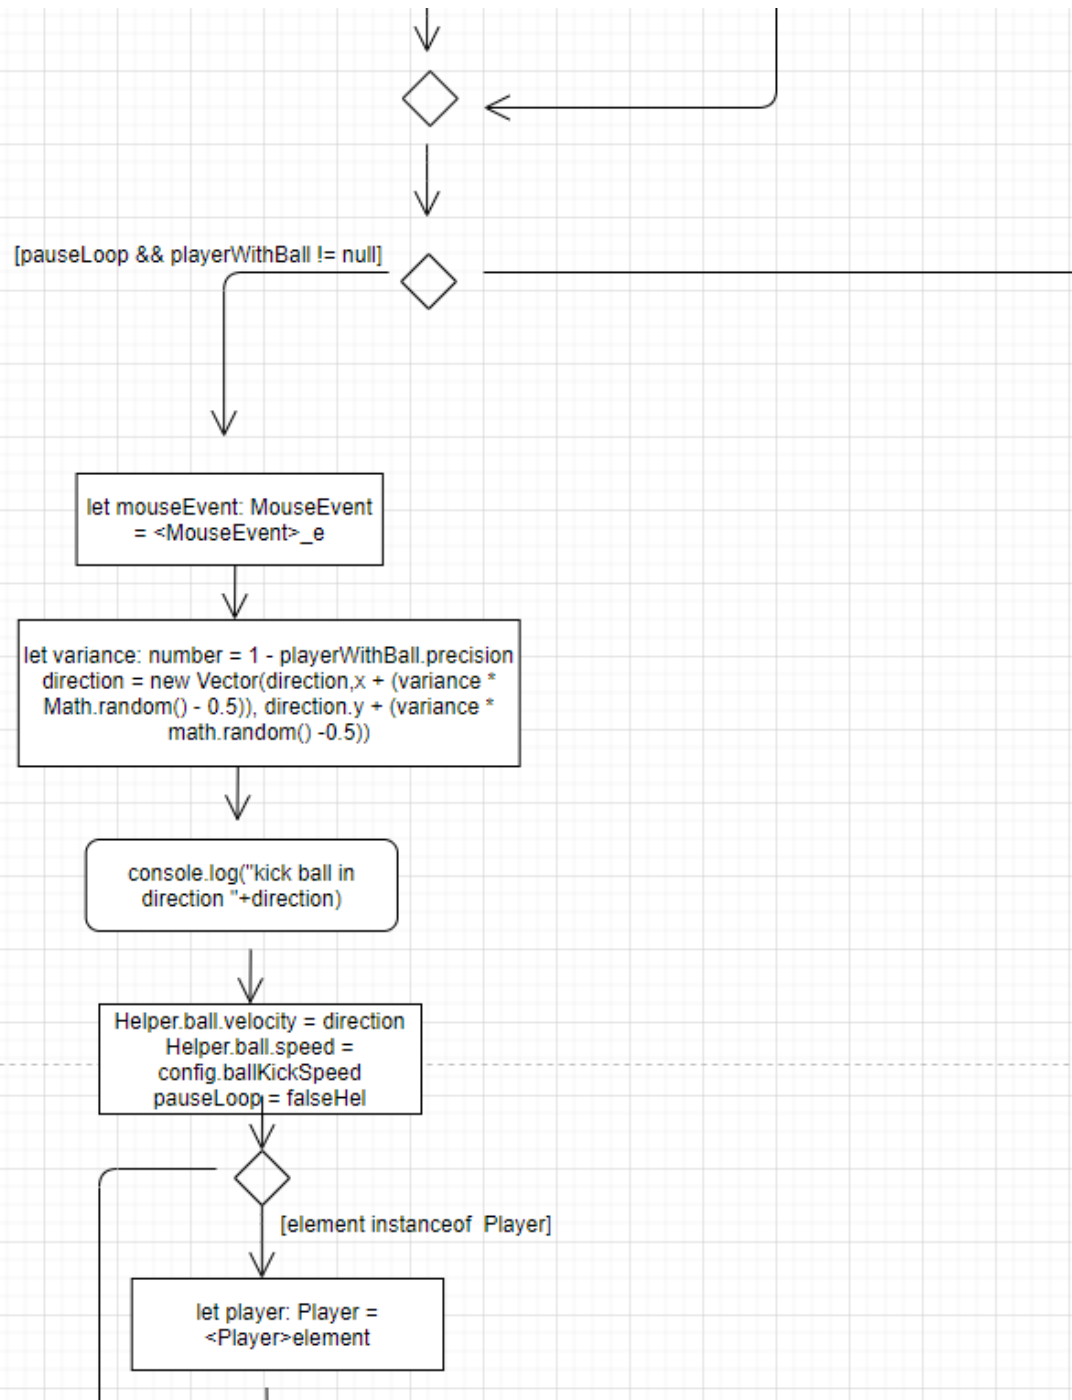 [pauseLoop && playerWithBall != null]
let mouseEvent: MouseEvent
= <MouseEvent>_e
let variance: number = 1 - playerWithBall.precision
direction = new Vector(direction,x + (variance *
Math.random() - 0.5)), direction.y + (variance *
math.random() -0.5))
console.log("kick ball in
direction "+direction)
Helper.ball.velocity = direction
Helper.ball.speed =
config.ballKickSpeed
pauseLoop = falseHel
[element instanceof  Player]
let player: Player =
<Player>element